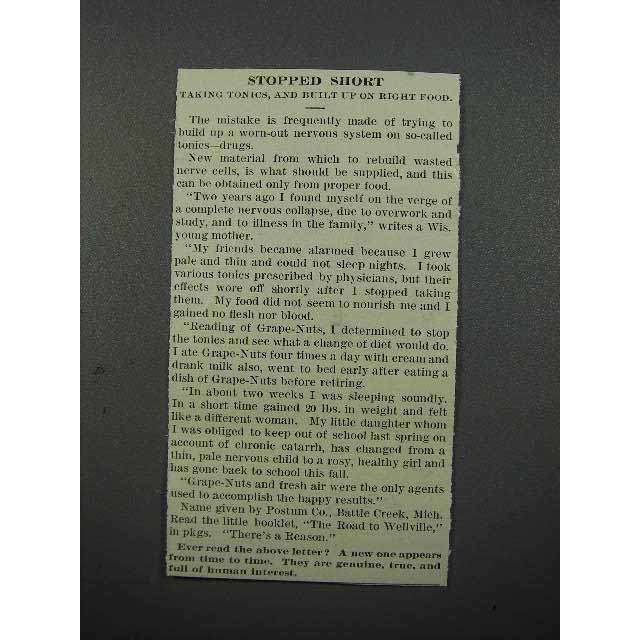 STOPPED SHORT
TAKING TONICS, AND BUILT UP ON RIGHT FOOD.
The mistake is frequently made of trying to
build up a worn-out nervous system on so-called
tonics—drugs.
New material from which to rebuild wasted
nerve cells, is what should be supplied, and this
can be obtained only from proper food.
"Two years ago I found myself on the verge of
a complete nervous collapse, due to overwork and
study, and to illness in the family," writes a Wis.
young mother.
"My friends became alarmed because I grew
pale and thin and could not sleep nights. I took
various tonics prescribed by physicians, but their
effects wore off shortly after I stopped taking
them. My food did not seem to nourish me and I
gained no flesh nor blood.
"Reading of Grape-Nuts, I determined to stop
the tonics and see what a change of diet would do.
I ate Grape-Nuts four times a day with cream and
drank milk also, went to bed early after eating a
dish of Grape-Nuts before retiring.
"In about two weeks I was sleeping soundly.
In a short time gained 20 lbs. in weight and felt
like a different woman. My little daughter whom
I was obliged to keep out of school last spring on
account of chronic catarrh, has changed from a
thin, pale nervous child to a rosy, healthy girl and
has gone back to school this fall.
"Grape-Nuts and fresh air were the only agents
used to accomplish the happy results."
Name given by Postum Co., Battle Creek, Mich.
Read the little booklet, "The Road to Wellville,"
in pkgs. "There's a Reason."
Ever read the above letter? A new one appears
from time to time. They are genuine, true, and
full of human interest.